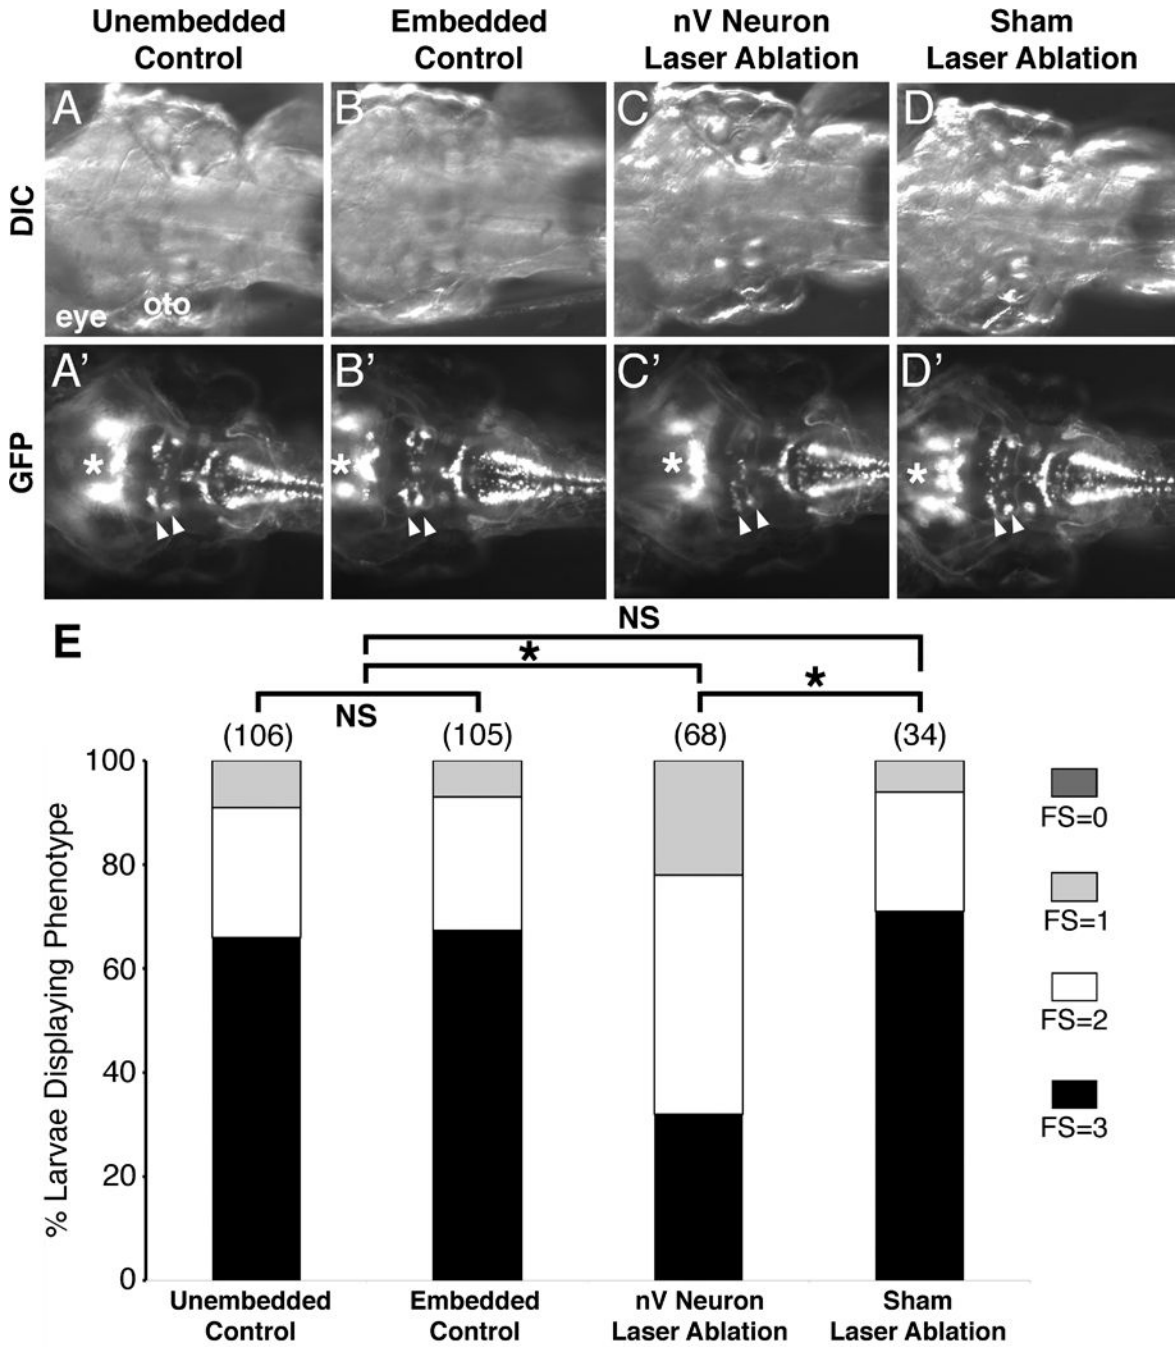 Unembedded
Control
Embedded
Control
nV Neuron
Laser Ablation
Sham
Laser Ablation
DIC
A
B
C
D
eye
oto
GFP
A’
*
B’
*
C’
*
D’
*
E
NS
*
*
NS
(106)
(105)
(68)
(34)
% Larvae Displaying Phenotype
100
80
60
40
20
0
FS=0
FS=1
FS=2
FS=3
Unembedded
Control
Embedded
Control
nV Neuron
Laser Ablation
Sham
Laser Ablation